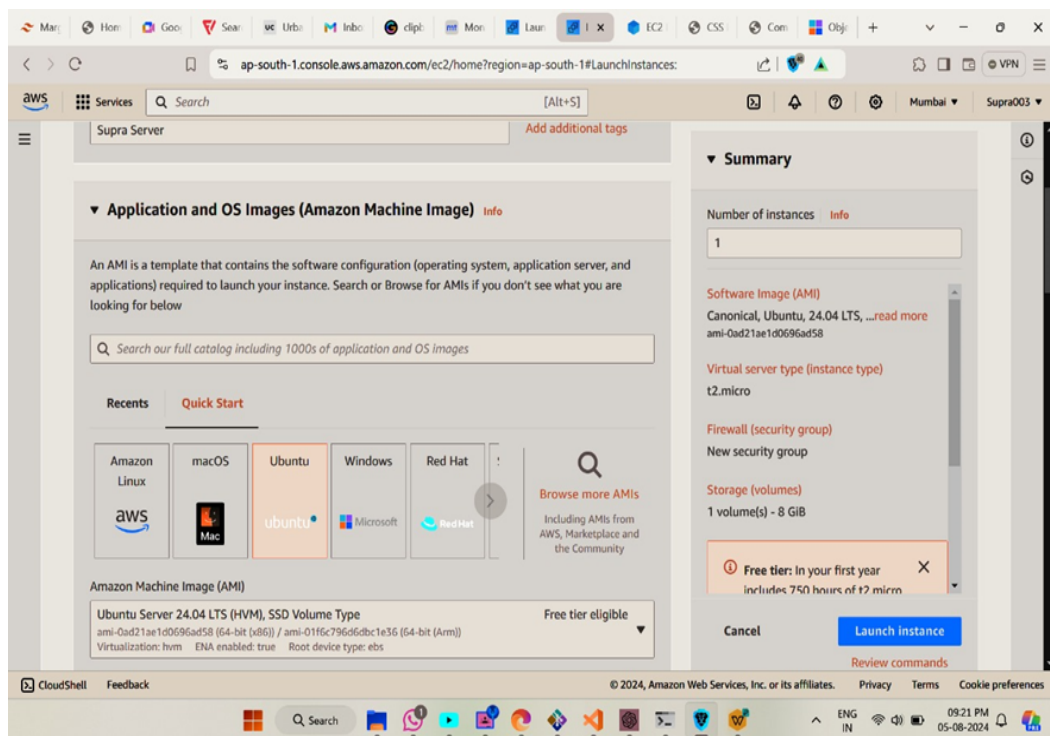 Marg
Hom
Goo
Sear
Urba
Inbo
clipb
Mon
Laun
I
EC2
CSS
Com
Obje
ap-south-1.console.aws.amazon.com/ec2/home?region=ap-south-1#LaunchInstances:
VPN
aws
Services
Search
[Alt+S]
Mumbai
Supra003
Supra Server
Add additional tags
Application and OS Images (Amazon Machine Image) Info
An AMI is a template that contains the software configuration (operating system, application server, and
applications) required to launch your instance. Search or Browse for AMIs if you don't see what you are
looking for below
Search our full catalog including 1000s of application and OS images
Recents
Quick Start
Amazon
Linux
aws
macOS
Mac
Ubuntu
ubuntu
Windows
Microsoft
Red Hat
RedHat
Browse more AMIs
Including AMIs from
AWS, Marketplace and
the Community
Amazon Machine Image (AMI)
Ubuntu Server 24.04 LTS (HVM), SSD Volume Type
Free tier eligible
ami-0ad21ae1d0696ad58 (64-bit (x86)) / ami-01f6c796d6dbc1e36 (64-bit (Arm))
Virtualization: hvm ENA enabled: true Root device type: ebs
Summary
Number of instances Info
1
Software Image (AMI)
Canonical, Ubuntu, 24.04 LTS, ...read more
ami-0ad21ae1d0696ad58
Virtual server type (instance type)
t2.micro
Firewall (security group)
New security group
Storage (volumes)
1 volume(s) - 8 GiB
Free tier: In your first year
includes 750 hours of t2.micro
Cancel
Launch instance
Review commands
CloudShell
Feedback
© 2024, Amazon Web Services, Inc. or its affiliates.
Privacy
Terms
Cookie preferences
Search
ENG
IN
09:21 PM
05-08-2024